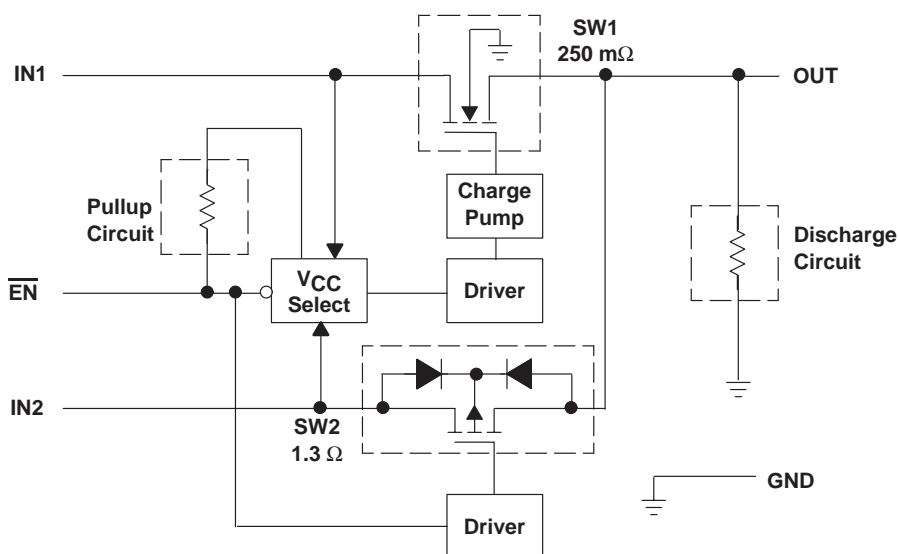 SW1
250 mΩ
IN1
OUT
Pullup
Circuit
Charge
Pump
Discharge
Circuit
EN
VCC
Select
Driver
IN2
SW2
1.3 Ω
GND
Driver